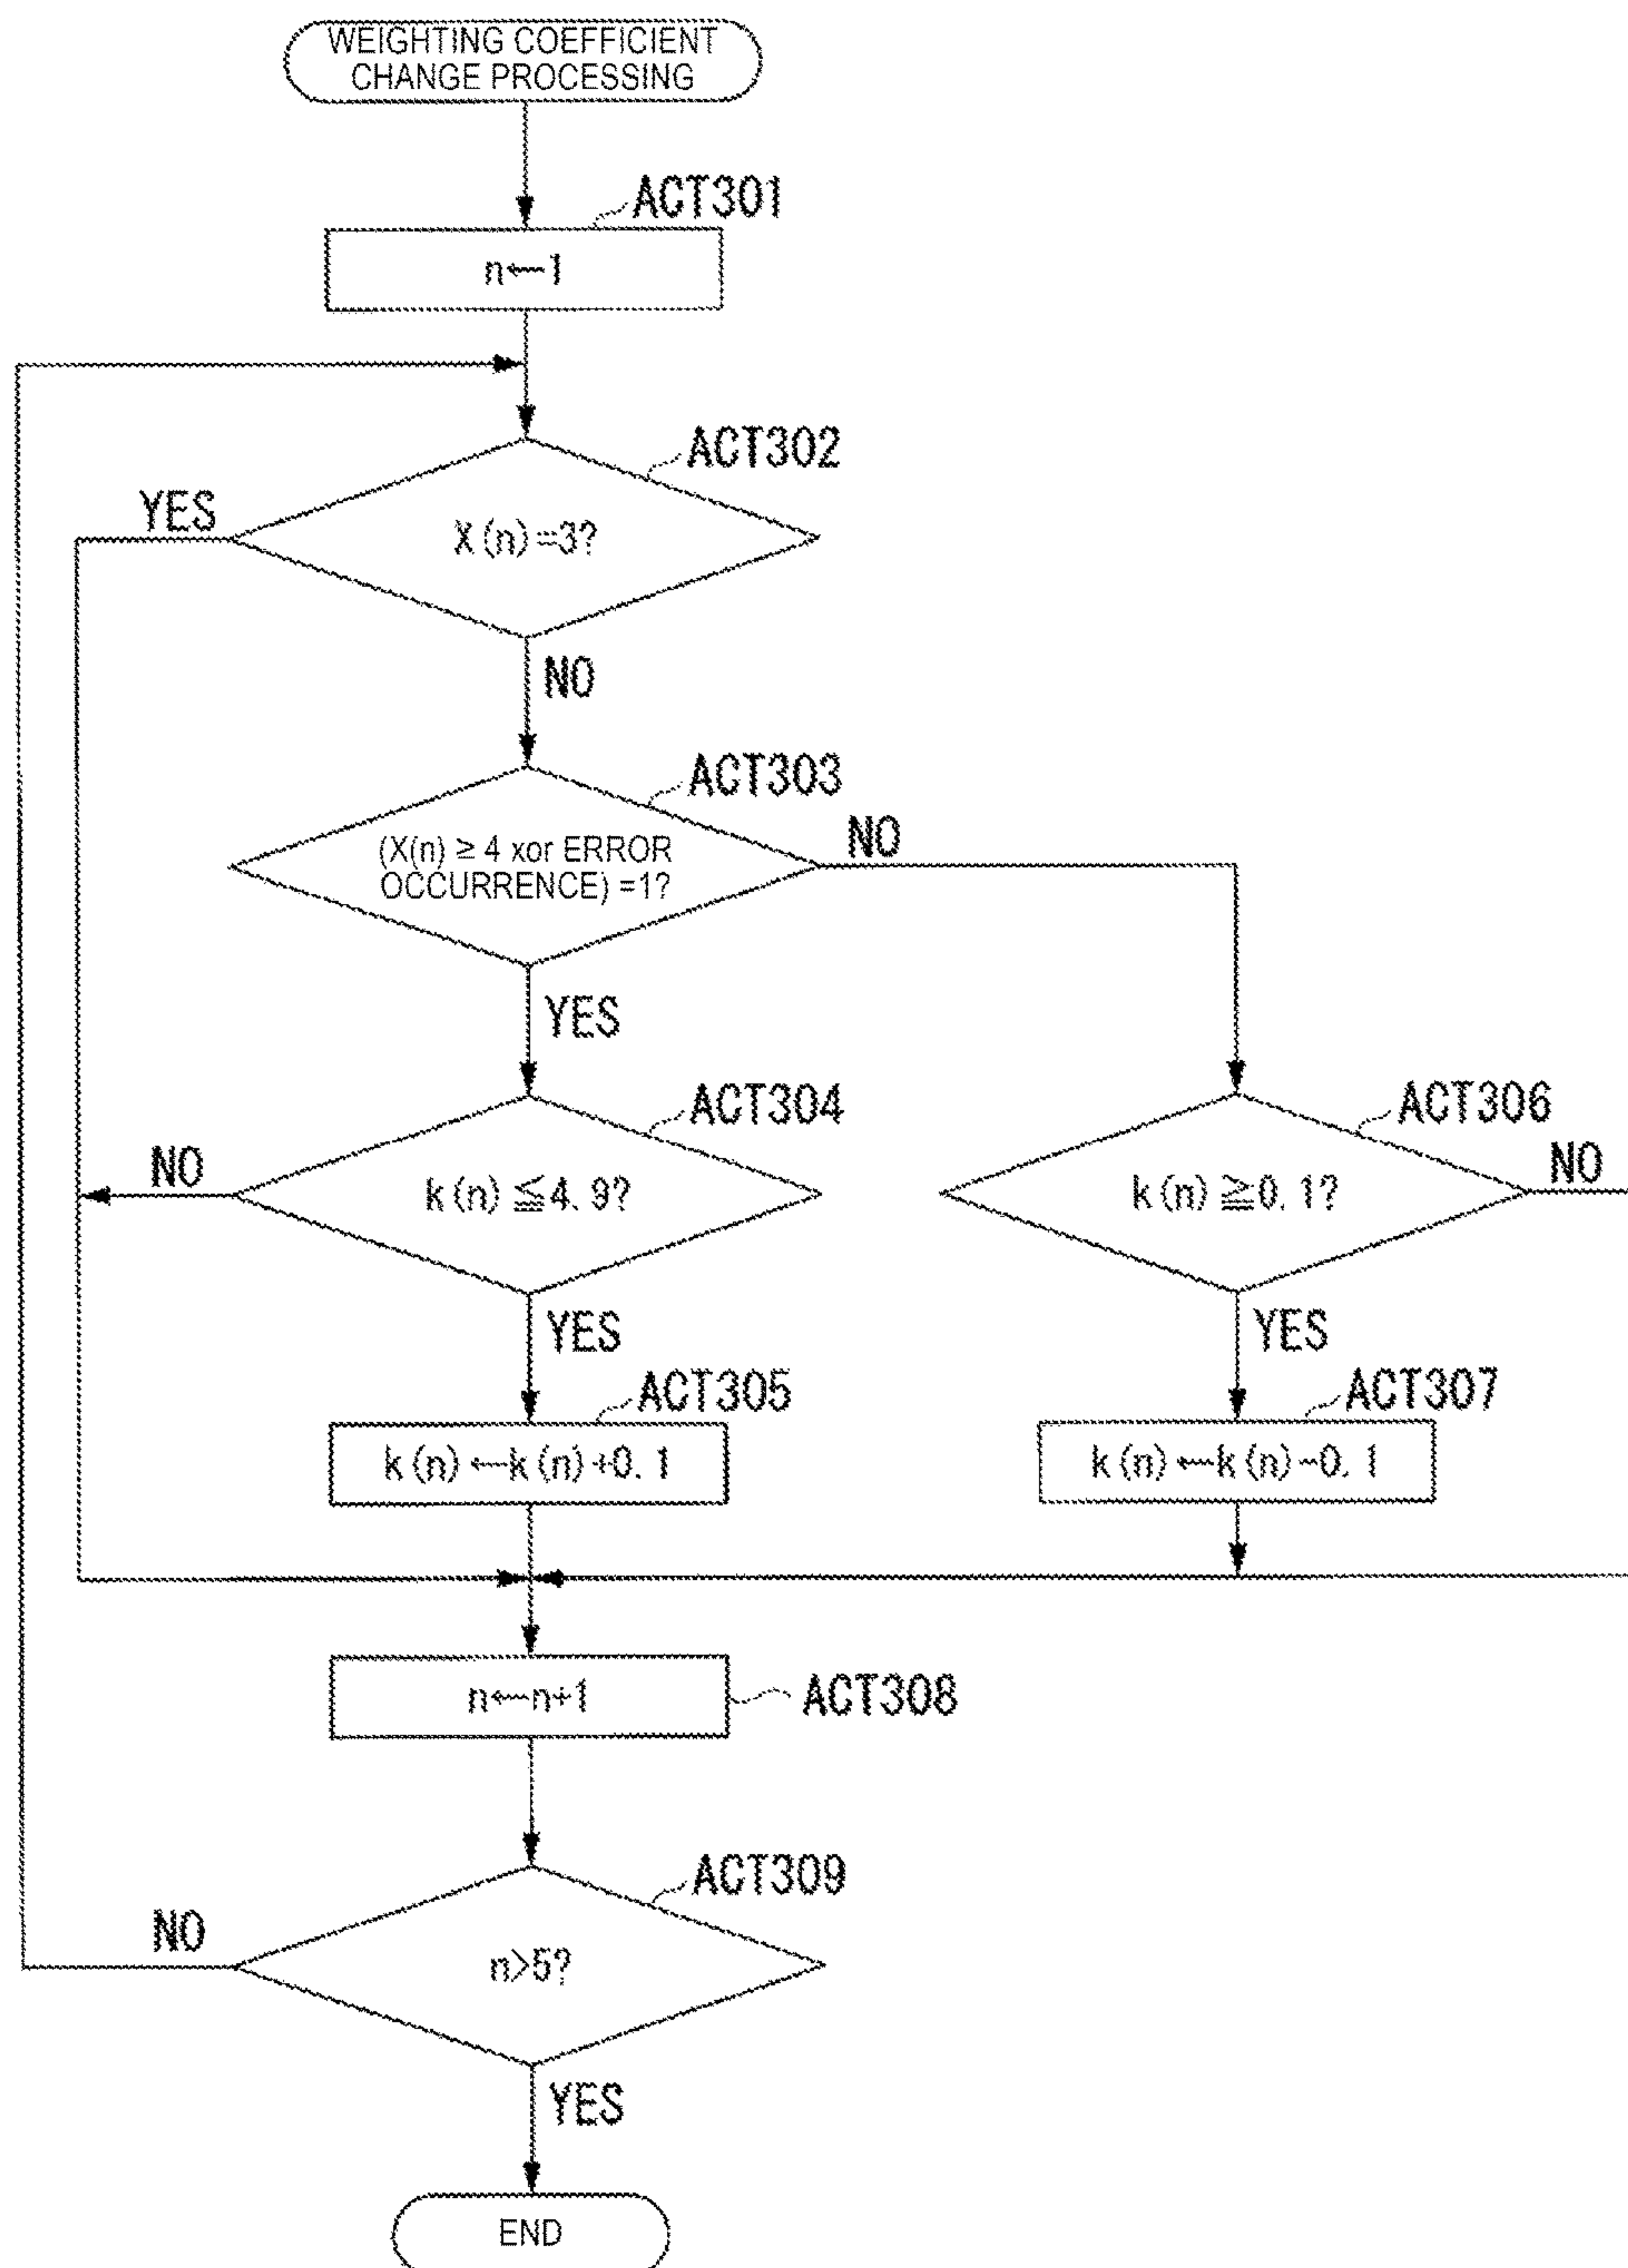 WEIGHTING COEFFICIENT
CHANGE PROCESSING
ACT301
n←1
ACT302
YES
X(n)=3?
NO
ACT303
(X(n) ≥ 4 xor ERROR
OCCURRENCE) =1?
NO
YES
ACT304
ACT306
NO
k(n)≦4.9?
k(n)≧0.1?
NO
YES
YES
ACT305
ACT307
k(n)←k(n)+0.1
k(n)←k(n)-0.1
n←n+1
ACT308
ACT309
NO
n>5?
YES
END